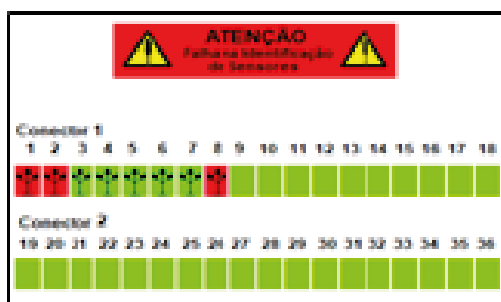 ATENÇÃO
Falha na Identificação
de Sensores
Conector 1
1 2 3 4 5 6 7 8 9 10 11 12 13 14 15 16 17 18
Conector 2
19 20 21 22 23 24 25 26 27 28 29 30 31 32 33 34 35 36